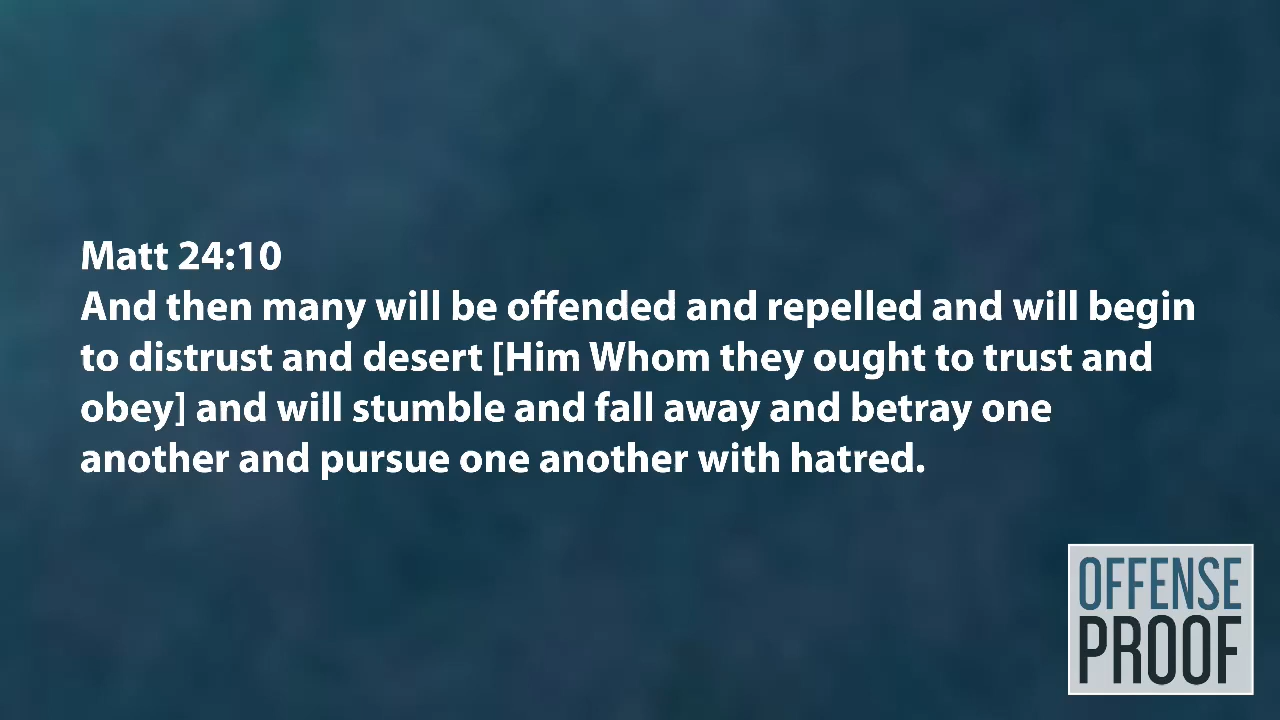 Matt 24:10
And then many will be offended and repelled and will begin
to distrust and desert [Him Whom they ought to trust and
obey] and will stumble and fall away and betray one
another and pursue one another with hatred.
OFFENSE
PROOF